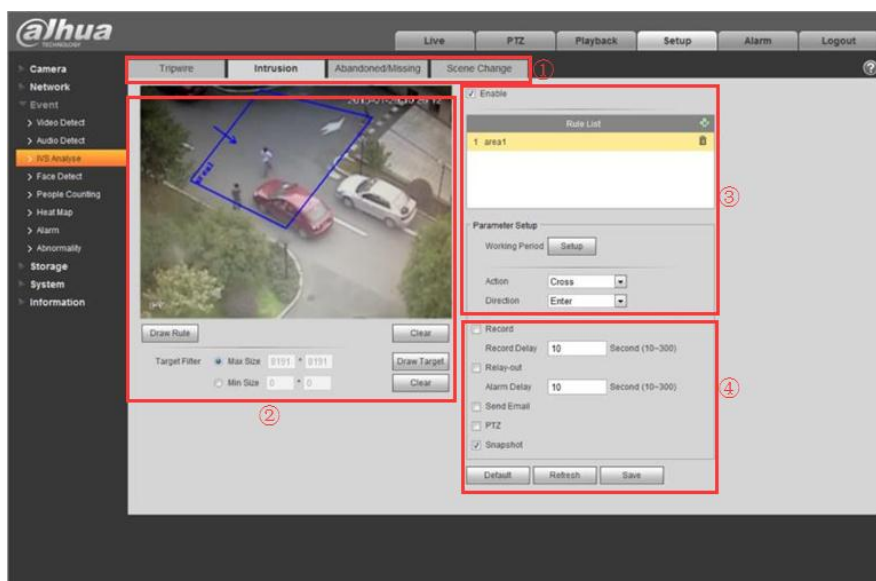 alhua
TECHNOLOGY
Live PTZ Playback Setup Alarm Logout
Camera
Network
Event
Video Detect
Audio Detect
IVS Analyse
Face Detect
People Counting
Heat Map
Alarm
Abnormality
Storage
System
Information
Tripwire Intrusion Abandoned/Missing Scene Change ①
?
area1
Draw Rule Clear
Target Filter Max Size 8191 * 8191 Draw Target
Min Size 0 * 0 Clear
②
Enable
Rule List
1 area1
③
Parameter Setup
Working Period Setup
Action Cross
Direction Enter
Record
Record Delay 10 Second (10~300)
Relay-out
Alarm Delay 10 Second (10~300)
④
Send Email
PTZ
Snapshot
Default Refresh Save